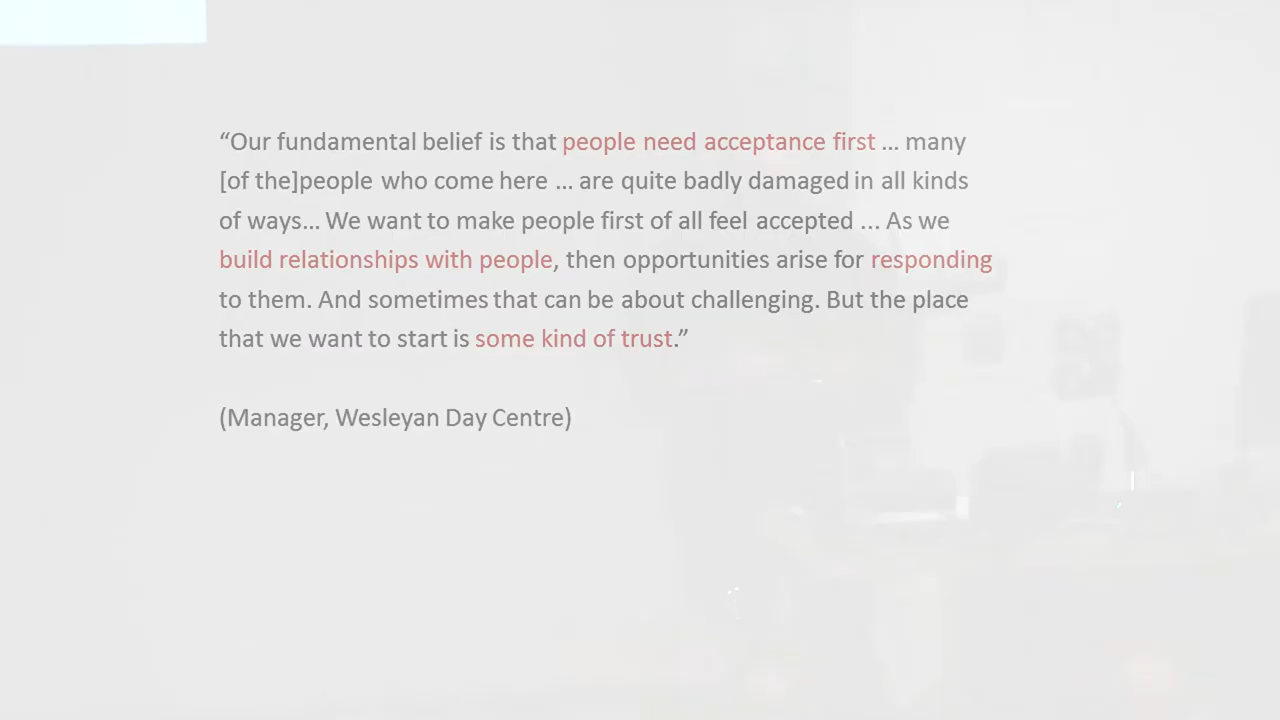 “Our fundamental belief is that people need acceptance first ... many
[of the]people who come here ... are quite badly damaged in all kinds
of ways... We want to make people first of all feel accepted ... As we
build relationships with people, then opportunities arise for responding
to them. And sometimes that can be about challenging. But the place
that we want to start is some kind of trust.”
(Manager, Wesleyan Day Centre)